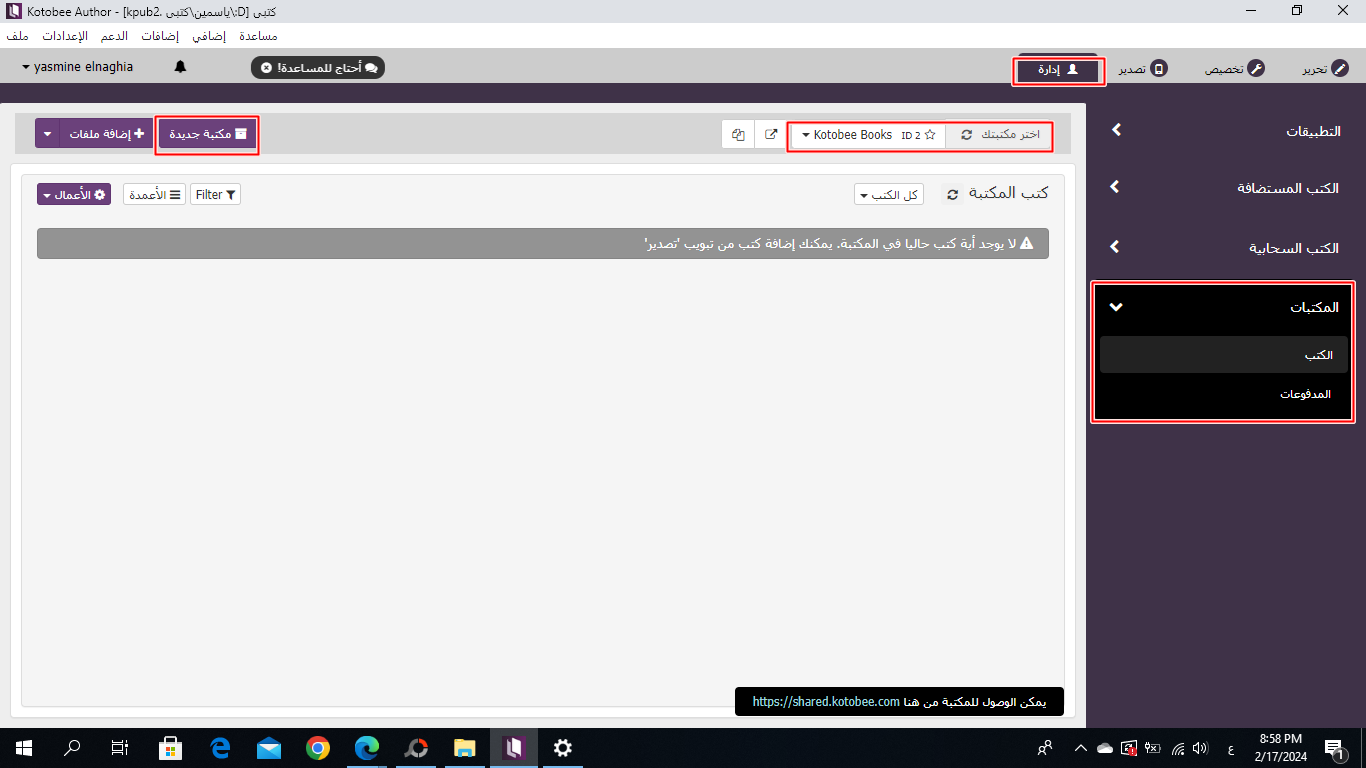 Kotobee Author - [kpub2. كتبى\ياسمين\:D] كتبى
ملف الإعدادات الدعم إضافات إضافي مساعدة
تحرير تخصيص تصدير إدارة أحتاج للمساعدة! yasmine elnaghia
اختر مكتبتك Kotobee Books ID 2 مكتبة جديدة إضافة ملفات
كتب المكتبة كل الكتب Filter الأعمدة الأعمال
لا يوجد أية كتب حاليا في المكتبة. يمكنك إضافة كتب من تبويب 'تصدير'
التطبيقات
الكتب المستضافة
الكتب السحابية
المكتبات
الكتب
المدفوعات
يمكن الوصول للمكتبة من هنا https://shared.kotobee.com
ع
8:58 PM
2/17/2024
1